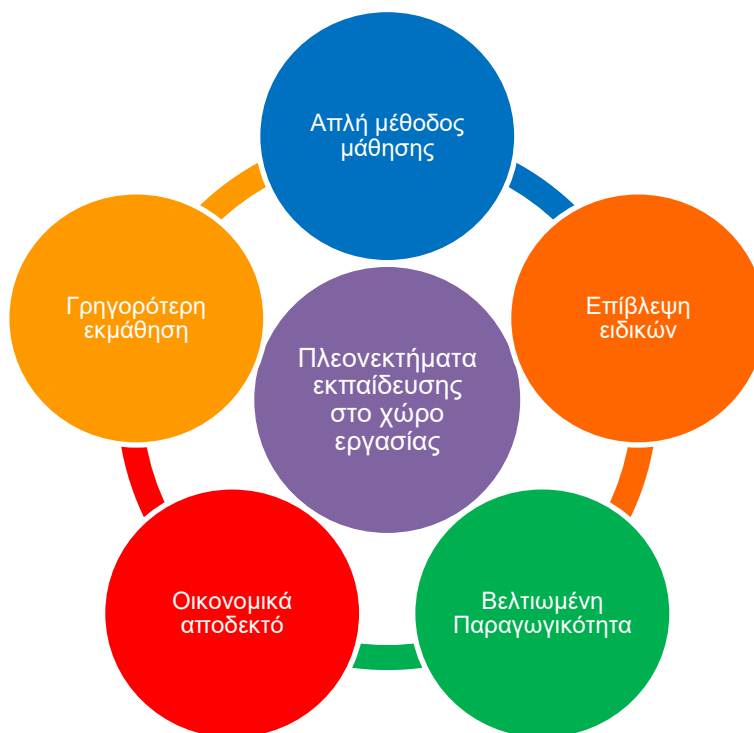 Απλή μέθοδος
μάθησης
Επίβλεψη
ειδικών
Βελτιωμένη
Παραγωγικότητα
Οικονομικά
αποδεκτό
Γρηγορότερη
εκμάθηση
Πλεονεκτήματα
εκπαίδευσης
στο χώρο
εργασίας